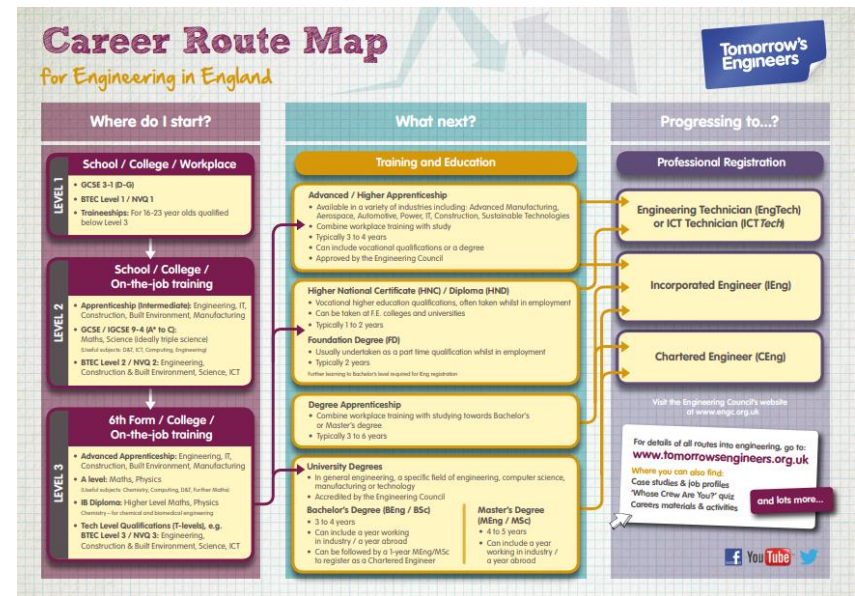 Career Route Map
for Engineering in England
Tomorrow's
Engineers
Where do I start?
LEVEL 1
School / College / Workplace
• GCSE 3-1 (D-G)
• BTEC Level 1 / NVQ 1
• Traineeships: For 16-23 year olds qualified
below Level 3
LEVEL 2
School / College /
On-the-job training
• Apprenticeship (Intermediate): Engineering, IT,
Construction, Built Environment, Manufacturing
• GCSE / IGCSE 9-4 (A* to C):
Maths, Science (ideally triple science)
(Useful subjects: D&T, ICT, Computing, Engineering)
• BTEC Level 2 / NVQ 2: Engineering,
Construction & Built Environment, Science, ICT
LEVEL 3
6th Form / College /
On-the-job training
• Advanced Apprenticeship: Engineering, IT,
Construction, Built Environment, Manufacturing
• A level: Maths, Physics
(Useful subjects: Chemistry, Computing, D&T, Further Maths)
• IB Diploma: Higher Level Maths, Physics
Chemistry – for chemical and biomedical engineering
• Tech Level Qualifications (T-levels), e.g.
BTEC Level 3 / NVQ 3: Engineering,
Construction & Built Environment, Science, ICT
What next?
Training and Education
Advanced / Higher Apprenticeship
• Available in a variety of industries including: Advanced Manufacturing,
Aerospace, Automotive, Power, IT, Construction, Sustainable Technologies
• Combine workplace training with study
• Typically 3 to 4 years
• Can include vocational qualifications or a degree
• Approved by the Engineering Council
Higher National Certificate (HNC) / Diploma (HND)
• Vocational higher education qualifications, often taken whilst in employment
• Can be taken at F.E. colleges and universities
• Typically 1 to 2 years
Foundation Degree (FD)
• Usually undertaken as a part time qualification whilst in employment
• Typically 2 years
Further learning to Bachelor's level required for IEng registration
Degree Apprenticeship
• Combine workplace training with studying towards Bachelor's
or Master's degree
• Typically 3 to 6 years
University Degrees
• In general engineering, a specific field of engineering, computer science,
manufacturing or technology
• Accredited by the Engineering Council
Bachelor's Degree (BEng / BSc)
• 3 to 4 years
• Can include a year working
in industry / a year abroad
• Can be followed by a 1-year MEng/MSc
to register as a Chartered Engineer
Master's Degree
(MEng / MSc)
• 4 to 5 years
• Can include a year
working in industry /
a year abroad
Progressing to...?
Professional Registration
Engineering Technician (EngTech)
or ICT Technician (ICTTech)
Incorporated Engineer (IEng)
Chartered Engineer (CEng)
Visit the Engineering Council's website
at www.engc.org.uk
For details of all routes into engineering, go to:
www.tomorrowsengineers.org.uk
Where you can also find:
Case studies & job profiles
'Whose Crew Are You?' quiz
Careers materials & activities
and lots more...
f
YouTube